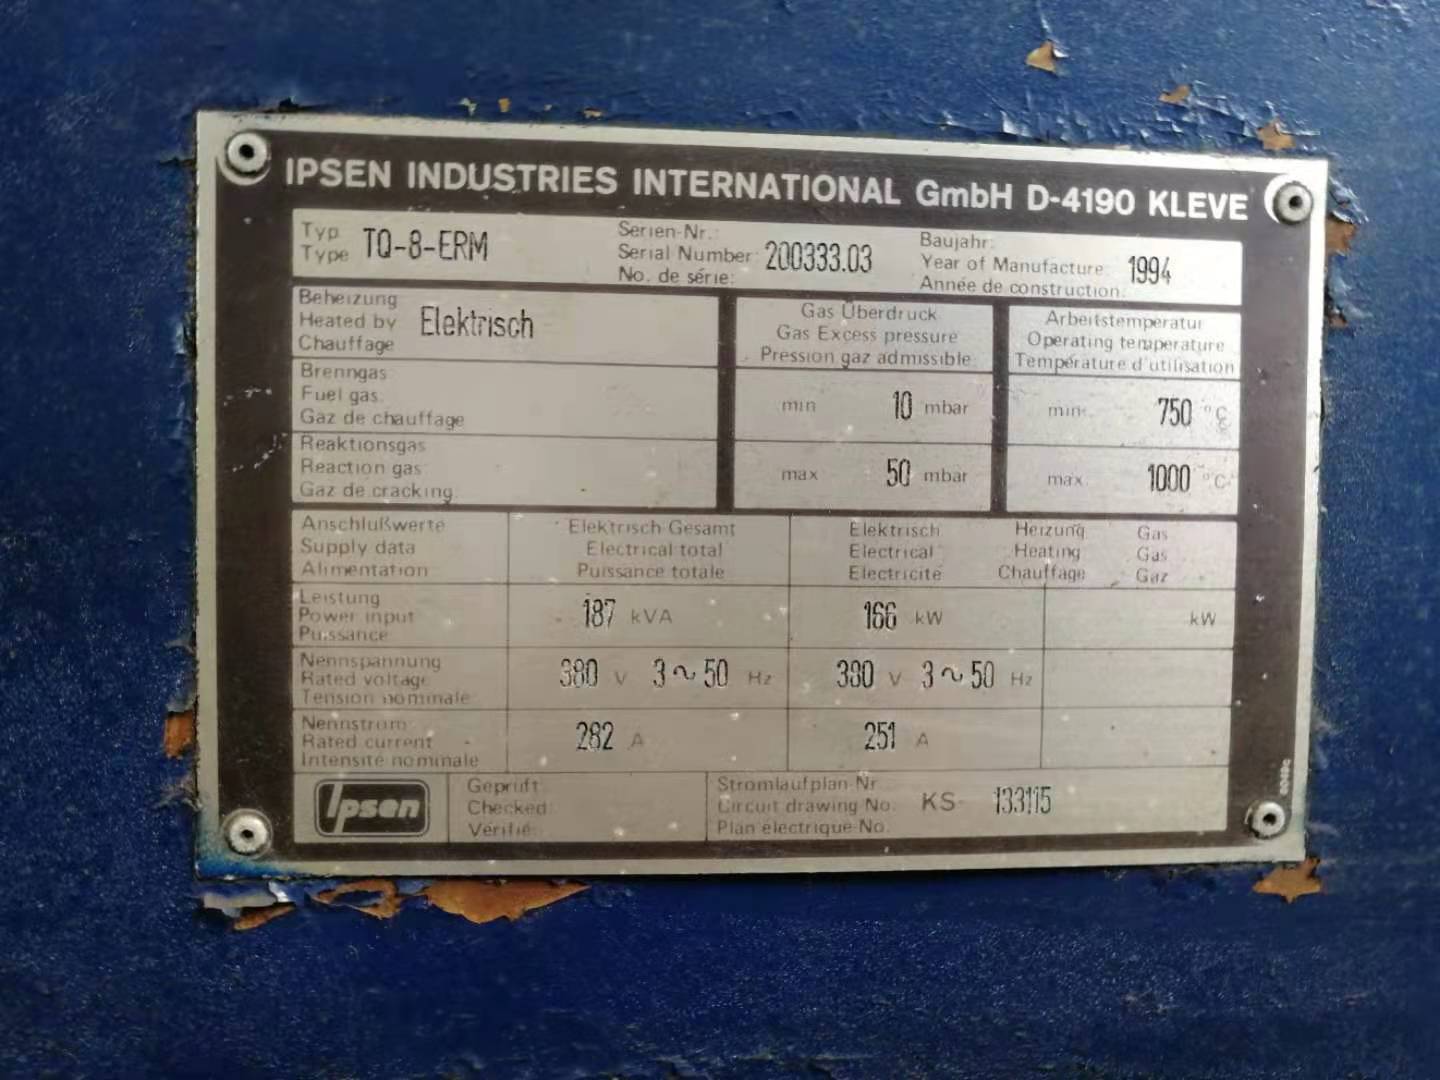 IPSEN INDUSTRIES INTERNATIONAL GmbH D-4190 KLEVE
Typ
Type TQ-8-ERM
Serien-Nr.:
Serial Number: 200333.03
No. de série:
Baujahr:
Year of Manufacture: 1994
Année de construction:
Beheizung
Heated by Elektrisch
Chauffage
Brenngas
Fuel gas
Gaz de chauffage
Reaktionsgas
Reaction gas
Gaz de cracking
Gas Überdruck
Gas Excess pressure
Pression gaz admissible
min 10 mbar
max 50 mbar
Arbeitstemperatur
Operating temperature
Température d'utilisation
min. 750 °C
max. 1000 °C
Anschlußwerte
Supply data
Alimentation
Elektrisch Gesamt
Electrical total
Puissance totale
Elektrisch Heizung Gas
Electrical Heating Gas
Electricité Chauffage Gaz
Leistung
Power input 187 kVA 166 kW kW
Puissance
Nennspannung
Rated voltage 380 V 3~50 Hz 380 V 3~50 Hz
Tension nominale
Nennstrom
Rated current 282 A 251 A
Intensité nominale
Ipsen
Geprüft:
Checked:
Vérifié:
Stromlaufplan-Nr.
Circuit drawing No. KS- 133115
Plan électrique-No.